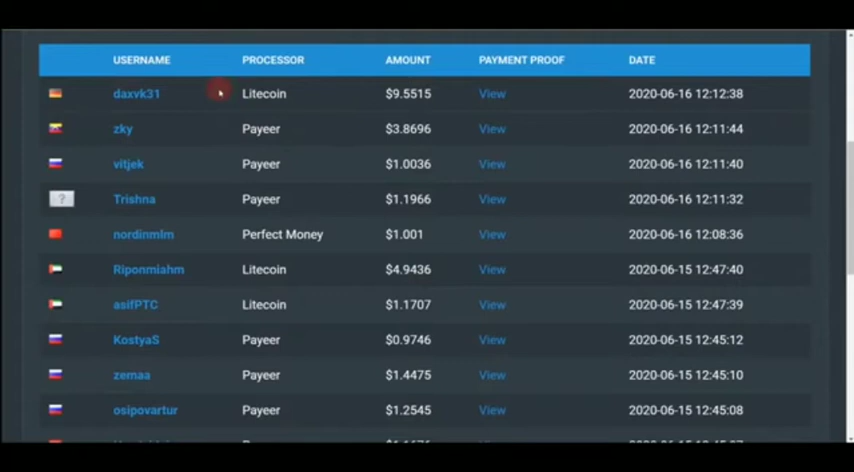 USERNAME PROCESSOR AMOUNT PAYMENT PROOF DATE
daxvk31 Litecoin $9.5515 View 2020-06-16 12:12:38
zky Payeer $3.8696 View 2020-06-16 12:11:44
vitjek Payeer $1.0036 View 2020-06-16 12:11:40
? Trishna Payeer $1.1966 View 2020-06-16 12:11:32
nordinmlm Perfect Money $1.001 View 2020-06-16 12:08:36
Riponmiahm Litecoin $4.9436 View 2020-06-15 12:47:40
asifPTC Litecoin $1.1707 View 2020-06-15 12:47:39
KostyaS Payeer $0.9746 View 2020-06-15 12:45:12
zemaa Payeer $1.4475 View 2020-06-15 12:45:10
osipovartur Payeer $1.2545 View 2020-06-15 12:45:08